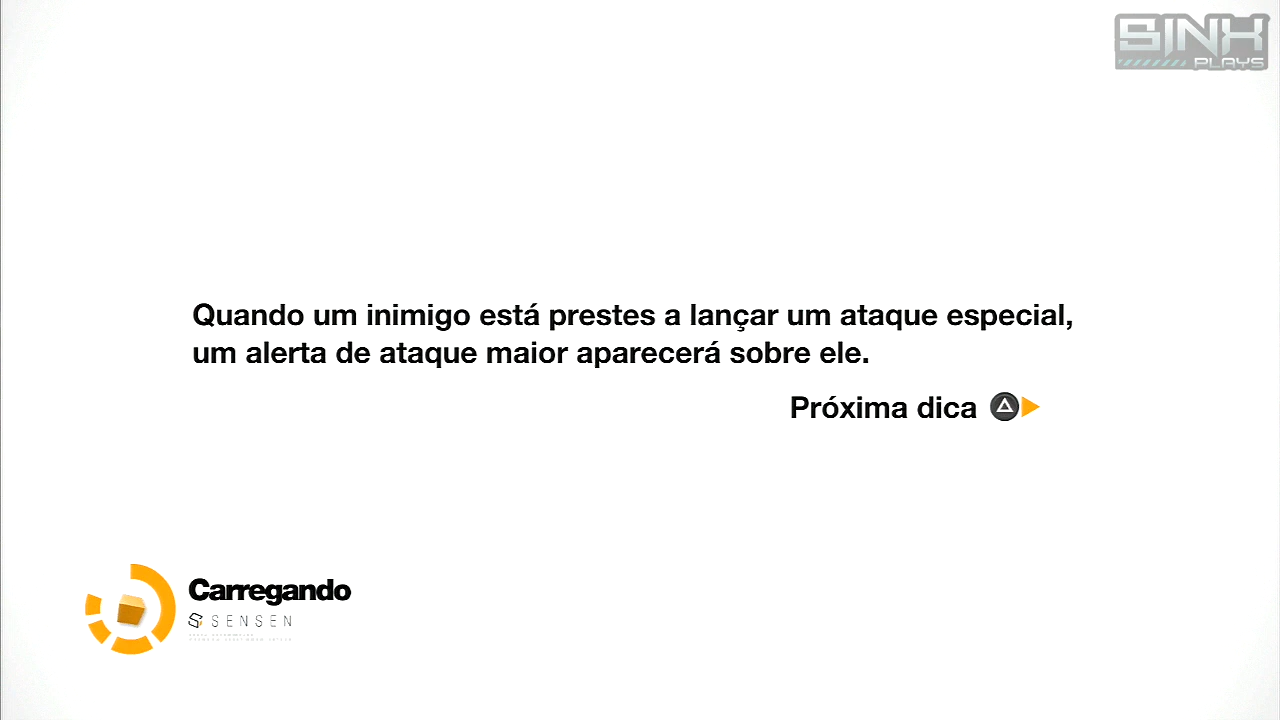 SINX
PLAYS
Quando um inimigo está prestes a lançar um ataque especial,
um alerta de ataque maior aparecerá sobre ele.
Próxima dica
Carregando
SENSEN